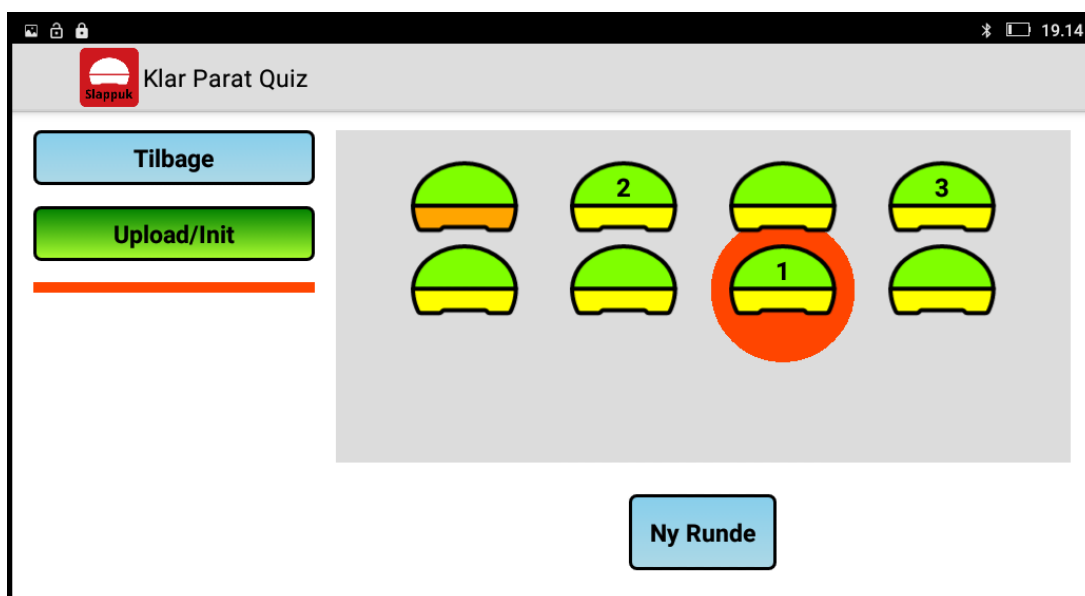 19.14
Slappuk
Klar Parat Quiz
Tilbage
Upload/Init
2
3
1
Ny Runde